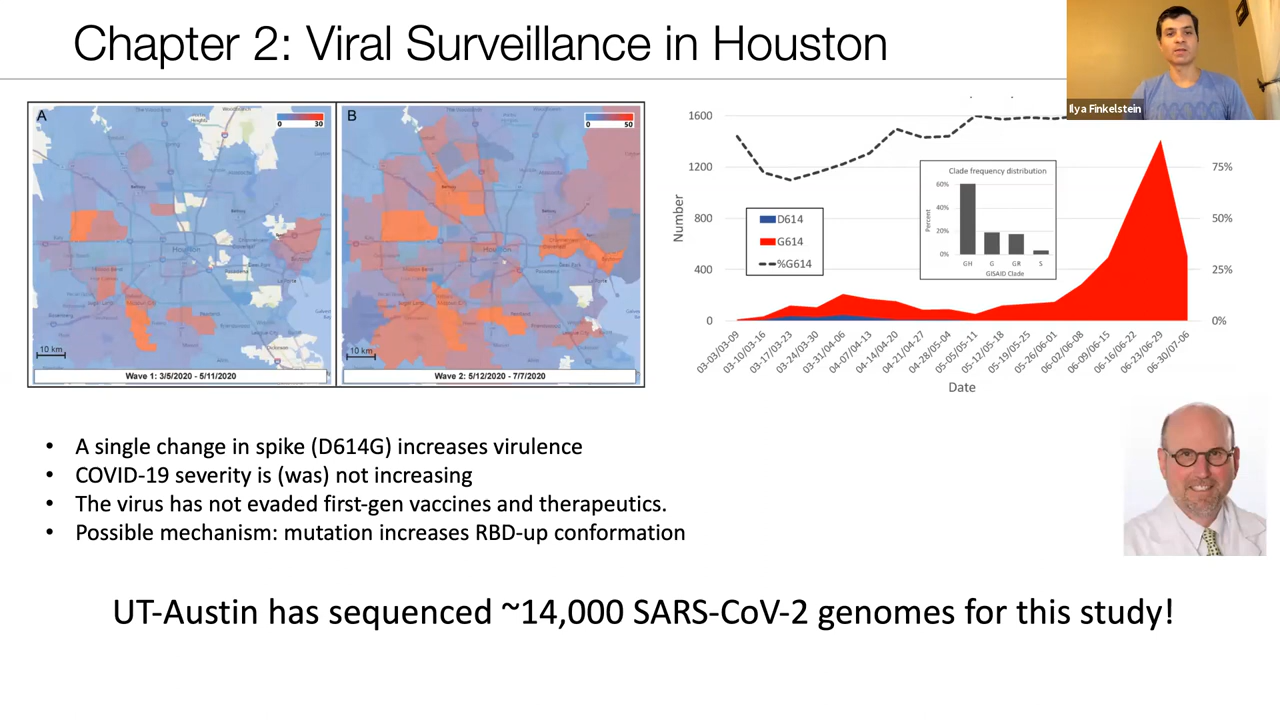 Chapter 2: Viral Surveillance in Houston
Ilya Finkelstein
A
0 30
10 km
Wave 1: 3/5/2020 - 5/11/2020
B
0 50
10 km
Wave 2: 5/12/2020 - 7/7/2020
Houston
Houston
Number
1600
1200
800
400
0
D614
G614
%G614
Clade frequency distribution
Percent
60%
40%
20%
0%
GH G GR S
GISAID Clade
75%
50%
25%
0%
03-03/03-09
03-10/03-16
03-17/03-23
03-24/03-30
03-31/04-06
04-07/04-13
04-14/04-20
04-21/04-27
04-28/05-04
05-05/05-11
05-12/05-18
05-19/05-25
05-26/06-01
06-02/06-08
06-09/06-15
06-16/06-22
06-23/06-29
06-30/07-06
Date
• A single change in spike (D614G) increases virulence
• COVID-19 severity is (was) not increasing
• The virus has not evaded first-gen vaccines and therapeutics.
• Possible mechanism: mutation increases RBD-up conformation
UT-Austin has sequenced ~14,000 SARS-CoV-2 genomes for this study!